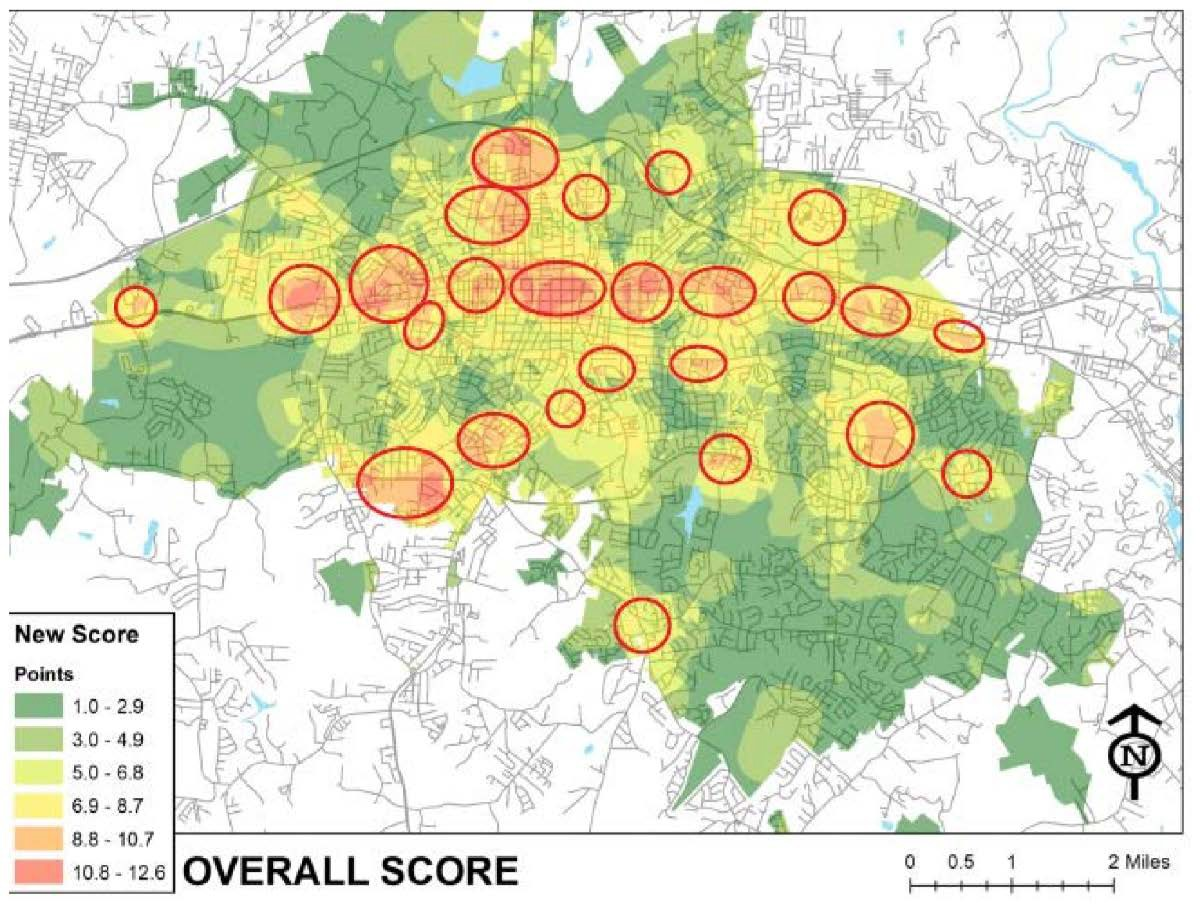 N
New Score
Points
1.0 - 2.9
3.0 - 4.9
5.0 - 6.8
6.9 - 8.7
8.8 - 10.7
10.8 - 12.6
OVERALL SCORE
0 0.5 1 2 Miles